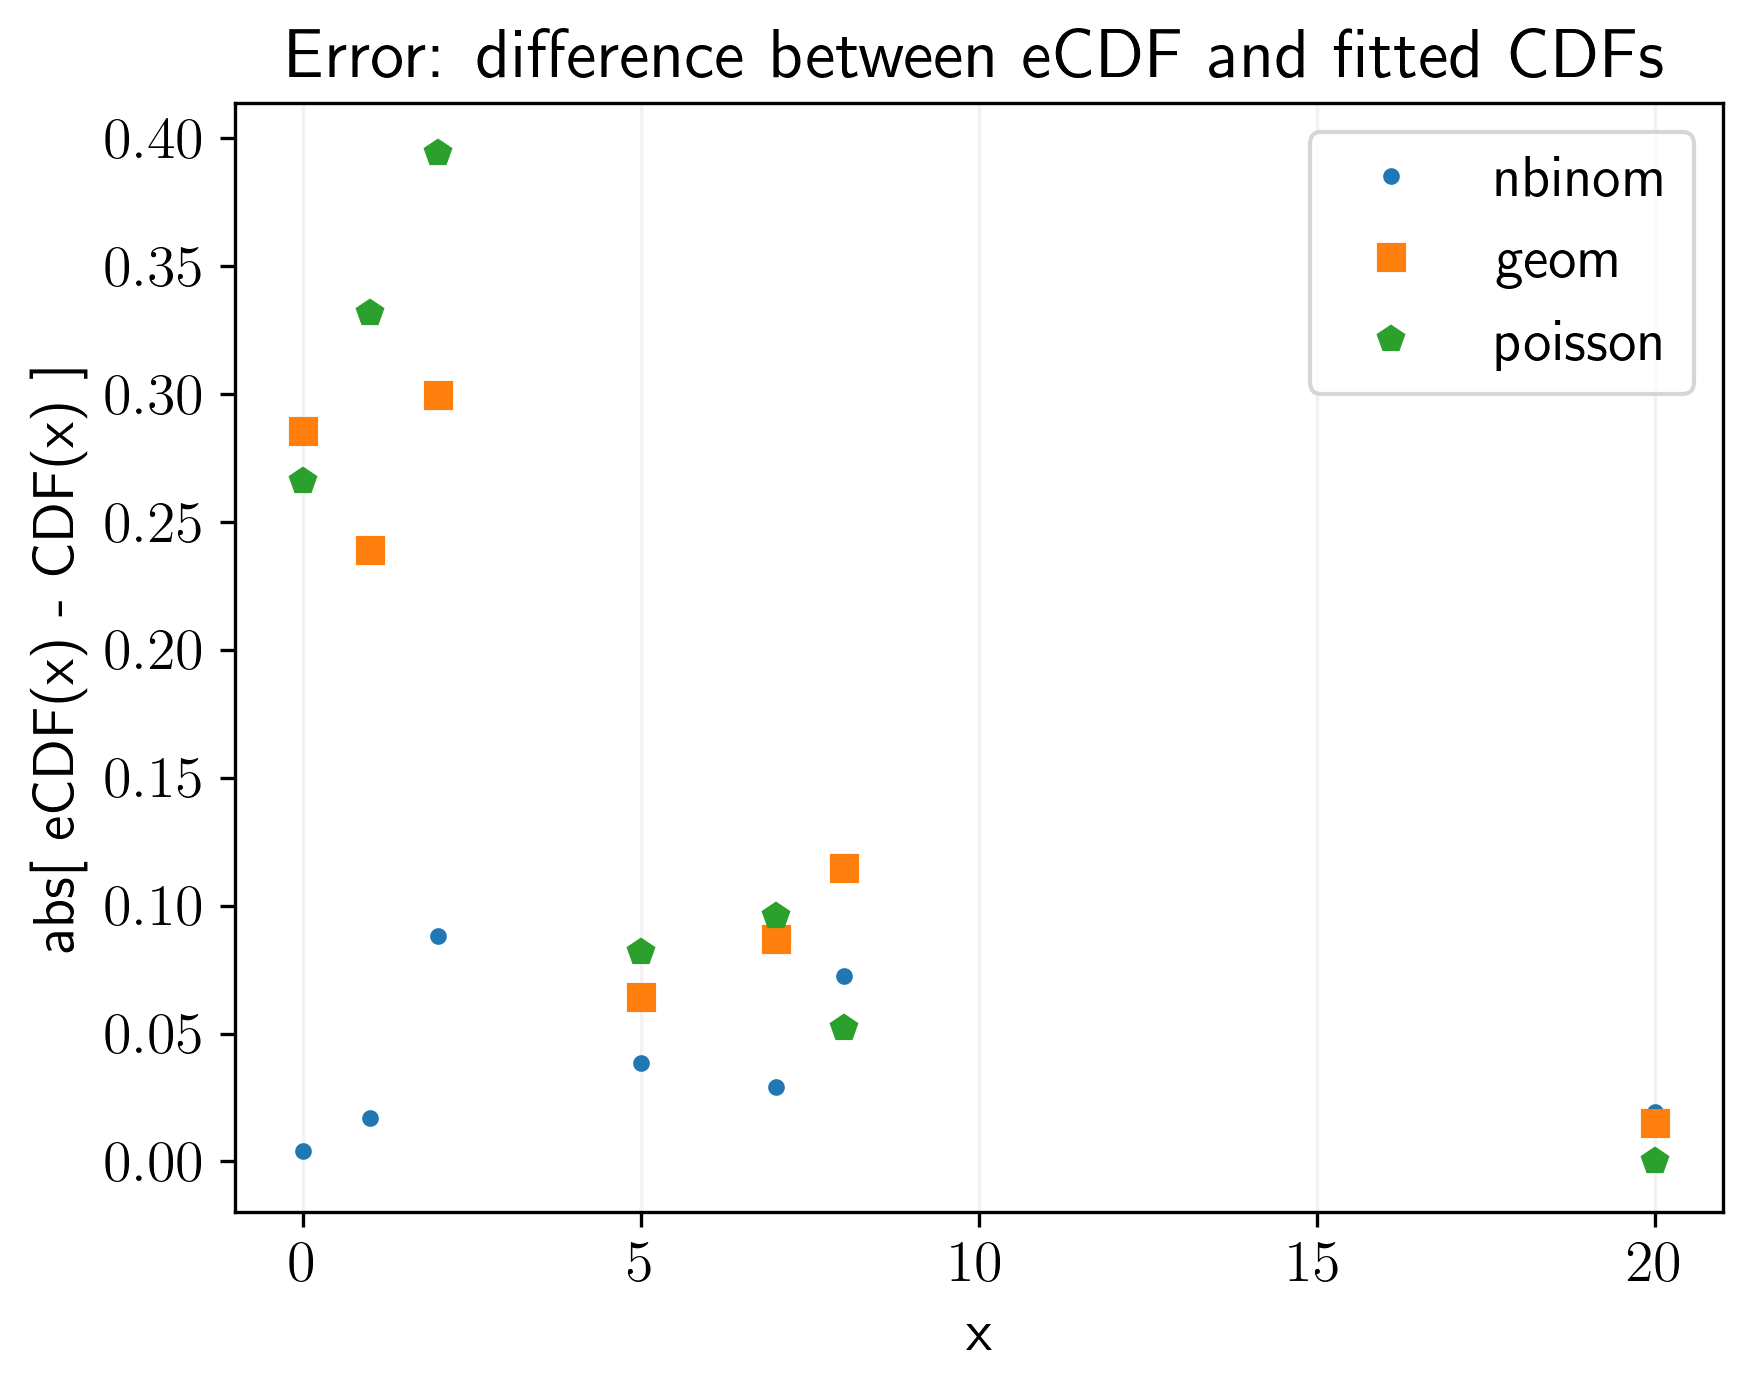 Error: difference between eCDF and fitted CDFs
abs[ eCDF(x) - CDF(x) ]
0.40
0.35
0.30
0.25
0.20
0.15
0.10
0.05
0.00
nbinom
geom
poisson
0 5 10 15 20
x